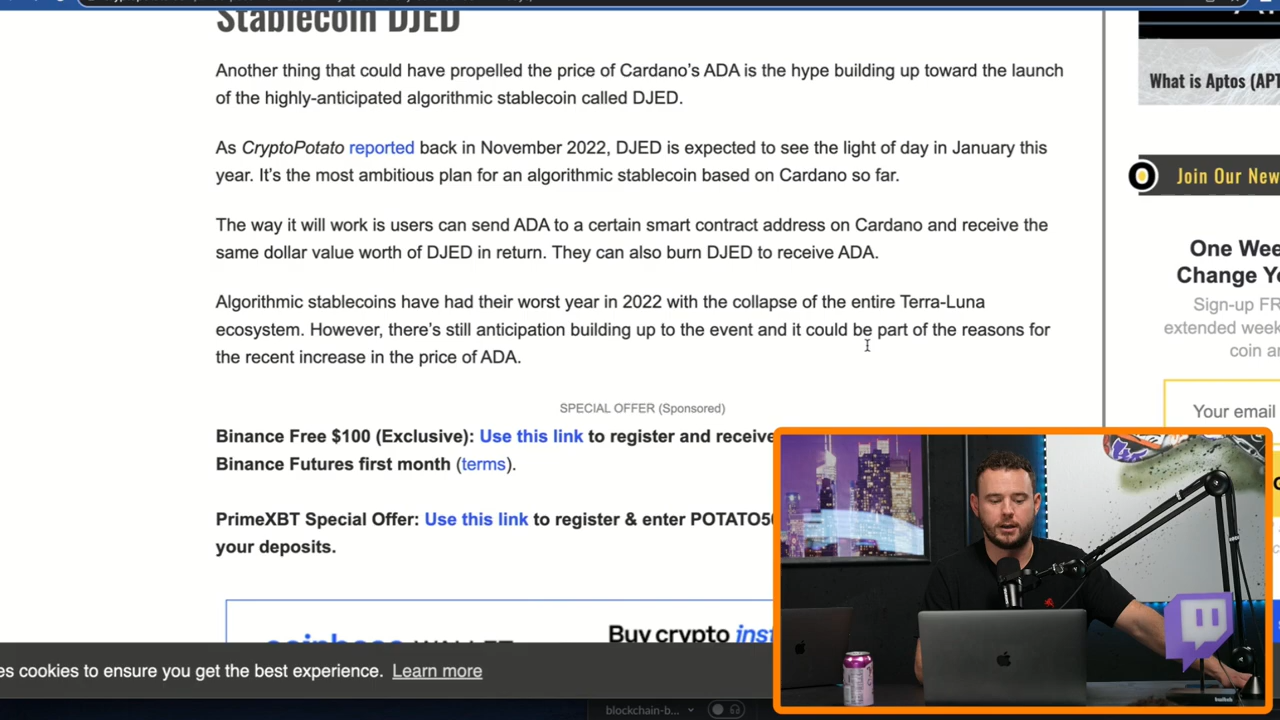 Stablecoin DJED
Another thing that could have propelled the price of Cardano's ADA is the hype building up toward the launch
of the highly-anticipated algorithmic stablecoin called DJED.
As CryptoPotato reported back in November 2022, DJED is expected to see the light of day in January this
year. It's the most ambitious plan for an algorithmic stablecoin based on Cardano so far.
The way it will work is users can send ADA to a certain smart contract address on Cardano and receive the
same dollar value worth of DJED in return. They can also burn DJED to receive ADA.
Algorithmic stablecoins have had their worst year in 2022 with the collapse of the entire Terra-Luna
ecosystem. However, there's still anticipation building up to the event and it could be part of the reasons for
the recent increase in the price of ADA.
SPECIAL OFFER (Sponsored)
Binance Free $100 (Exclusive): Use this link to register and receive
Binance Futures first month (terms).
PrimeXBT Special Offer: Use this link to register & enter POTATO5
your deposits.
Buy crypto inst
es cookies to ensure you get the best experience. Learn more
blockchain-b...
What is Aptos (APT
Join Our New
One Wee
Change Yo
Sign-up FR
extended week
coin an
Your email